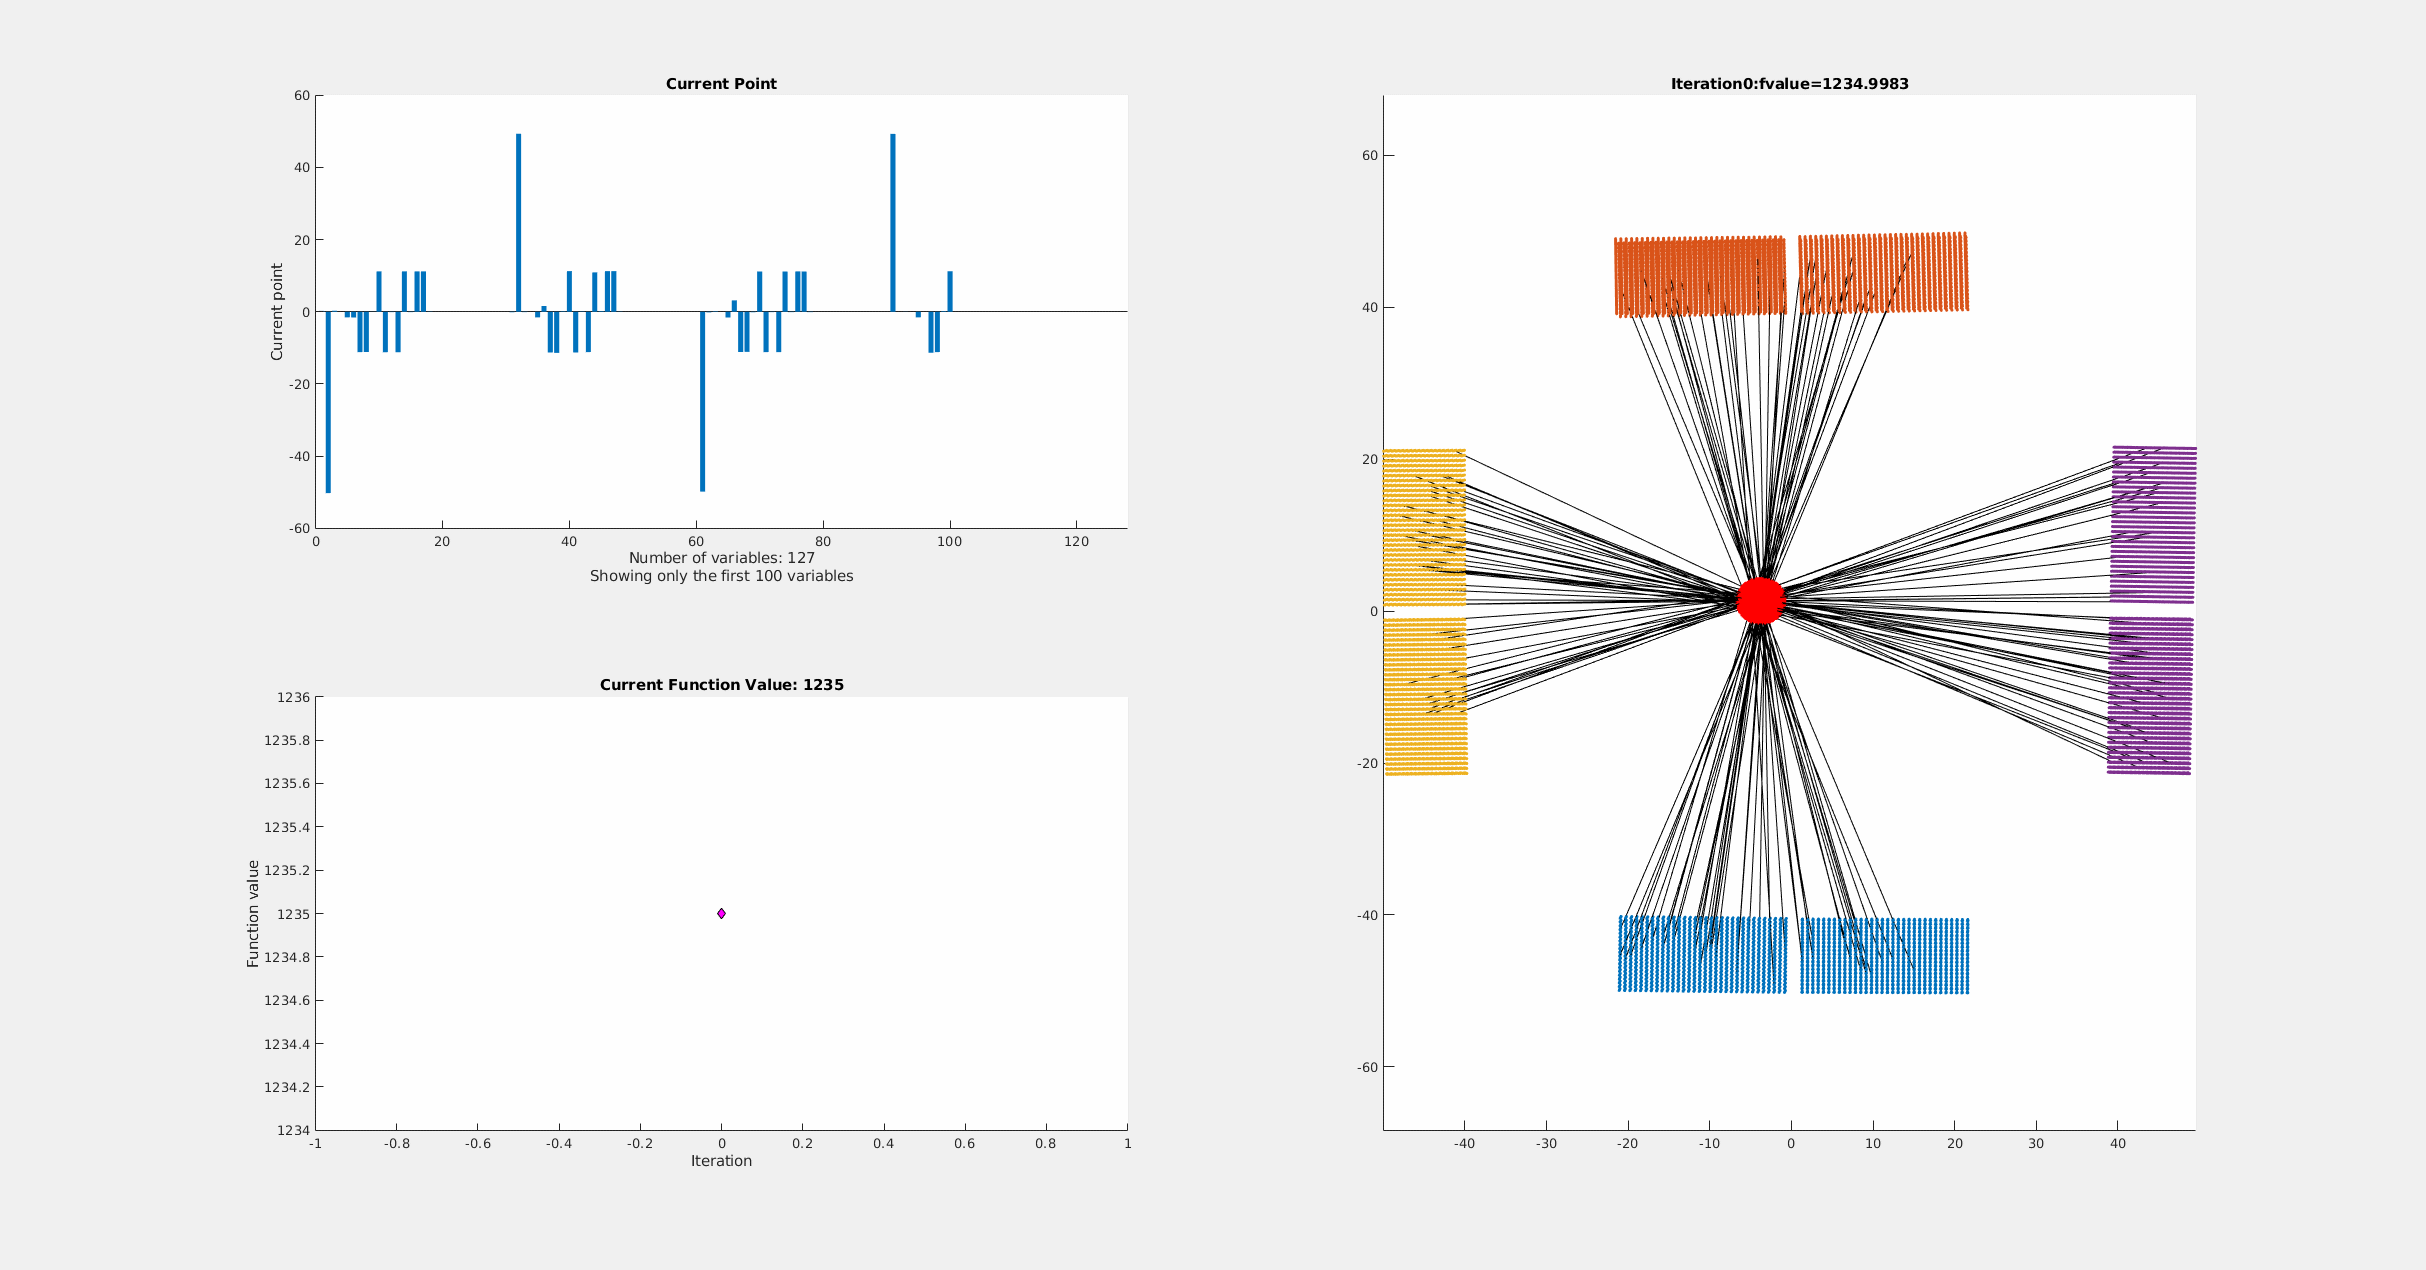 Current Point
60
40
20
0
-20
-40
-60
Current point
0 20 40 60 80 100 120
Number of variables: 127
Showing only the first 100 variables
Current Function Value: 1235
1236
1235.8
1235.6
1235.4
1235.2
1235
1234.8
1234.6
1234.4
1234.2
1234
Function value
-1 -0.8 -0.6 -0.4 -0.2 0 0.2 0.4 0.6 0.8 1
Iteration
Iteration0:fvalue=1234.9983
60
40
20
0
-20
-40
-60
-40 -30 -20 -10 0 10 20 30 40